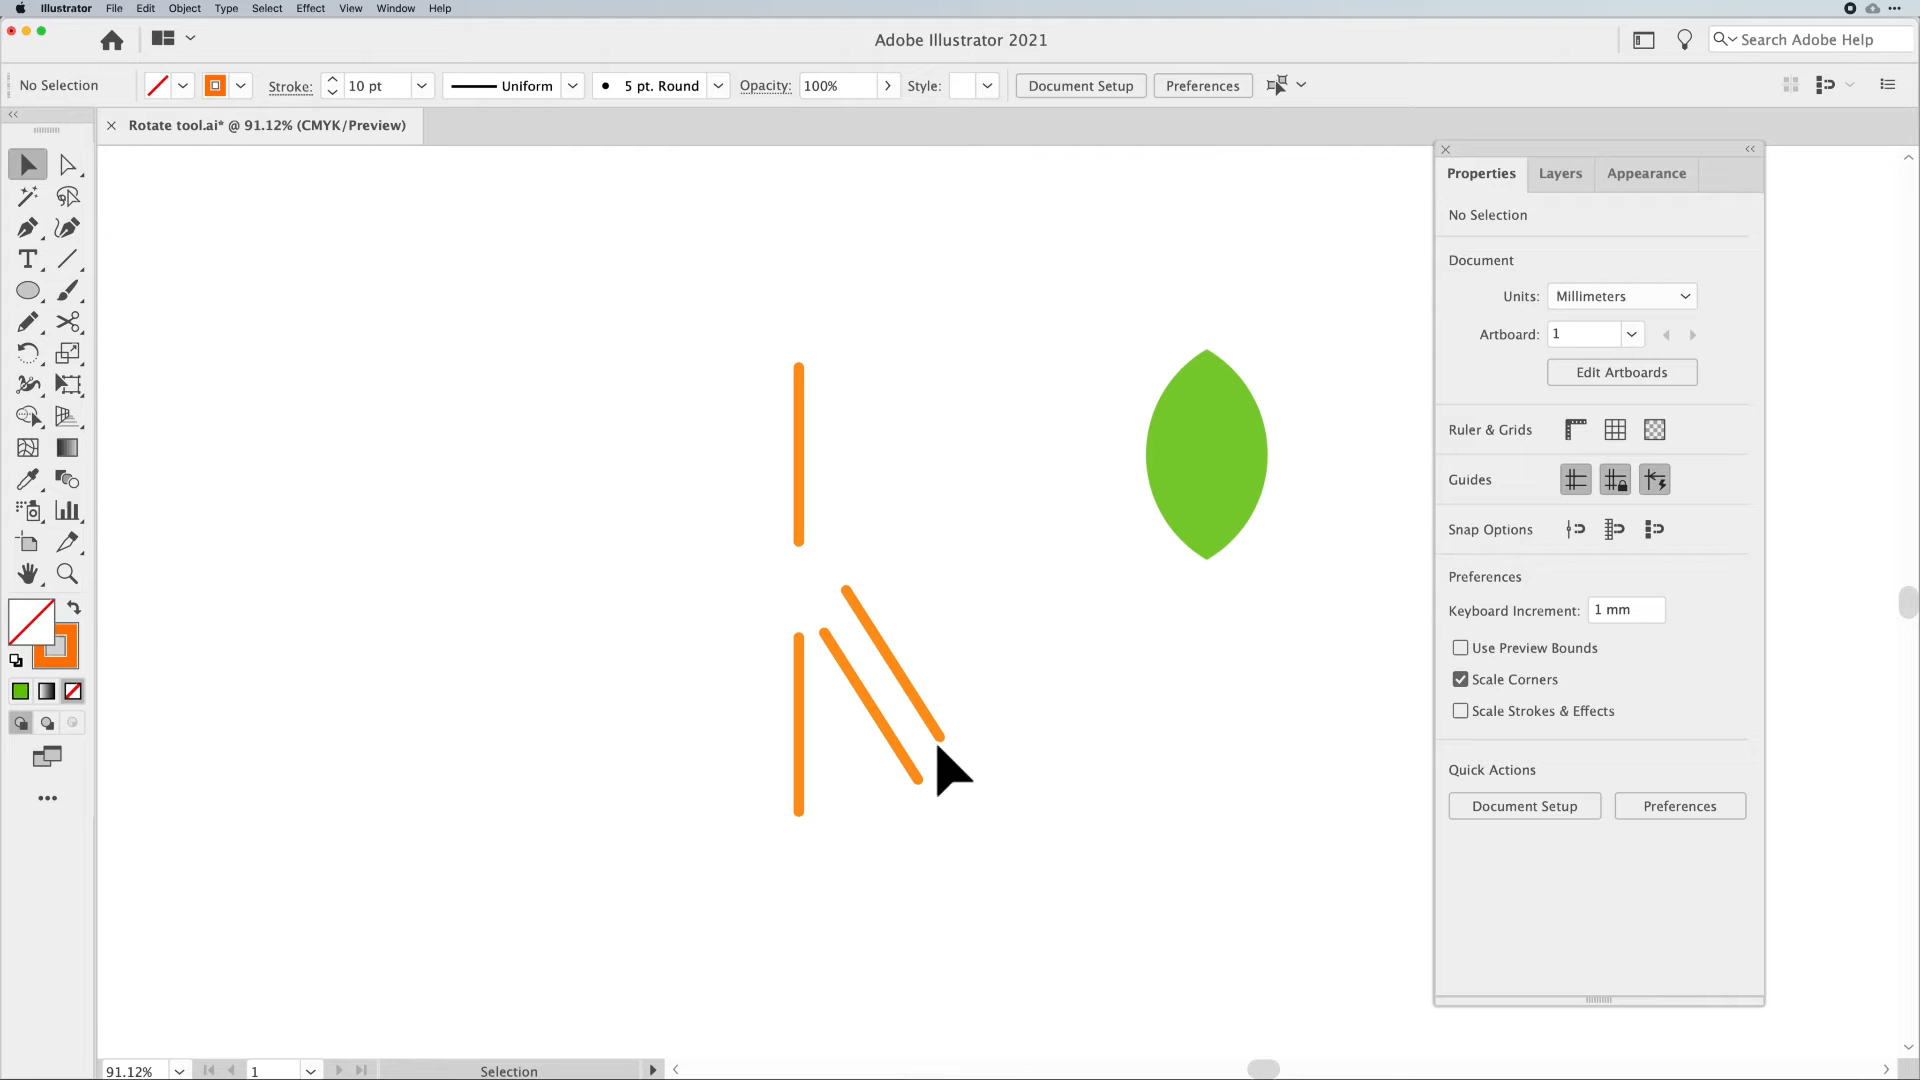 Illustrator File Edit Object Type Select Effect View Window Help
Adobe Illustrator 2021
Search Adobe Help
No Selection
Stroke: 10 pt
Uniform
5 pt. Round
Opacity: 100%
Style:
Document Setup
Preferences
Rotate tool.ai* @ 91.12% (CMYK/Preview)
Properties Layers Appearance
No Selection
Document
Units: Millimeters
Artboard: 1
Edit Artboards
Ruler & Grids
Guides
Snap Options
Preferences
Keyboard Increment: 1 mm
Use Preview Bounds
Scale Corners
Scale Strokes & Effects
Quick Actions
Document Setup
Preferences
91.12%
1
Selection